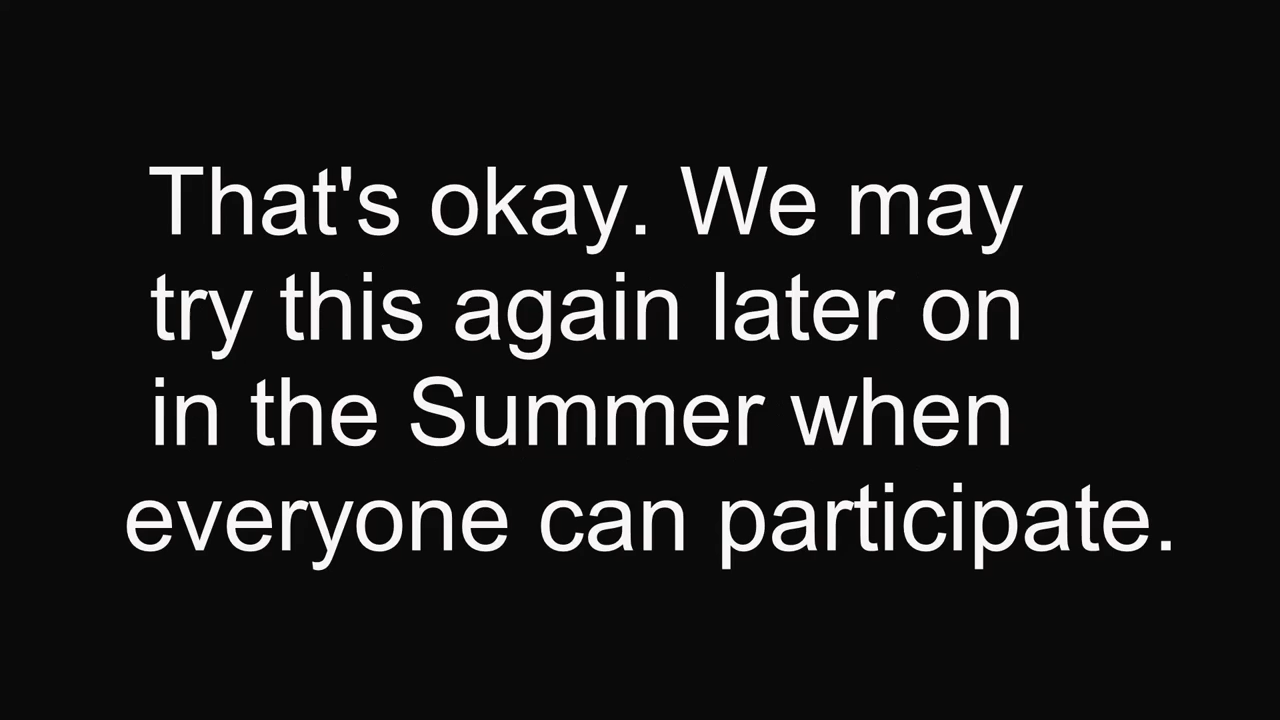 That's okay. We may
try this again later on
in the Summer when
everyone can participate.